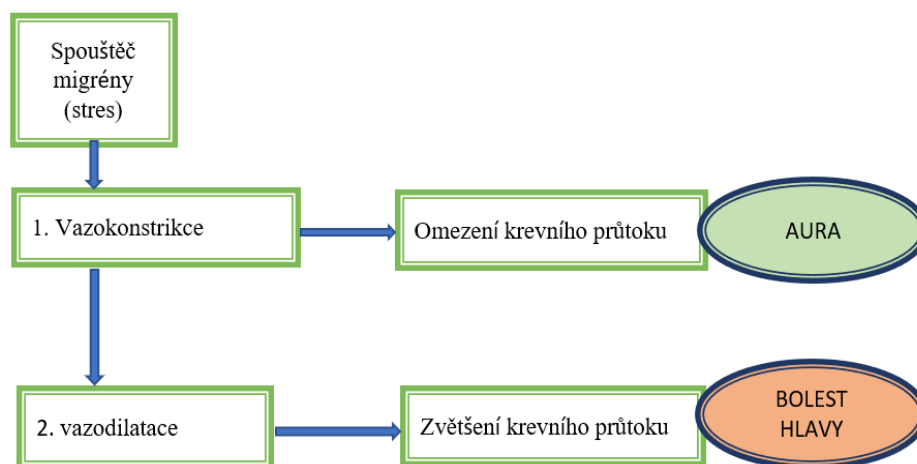 Spouštěč
migrény
(stres)
1. Vazokonstrikce
Omezení krevního průtoku
AURA
2. vazodilatace
Zvětšení krevního průtoku
BOLEST
HLAVY